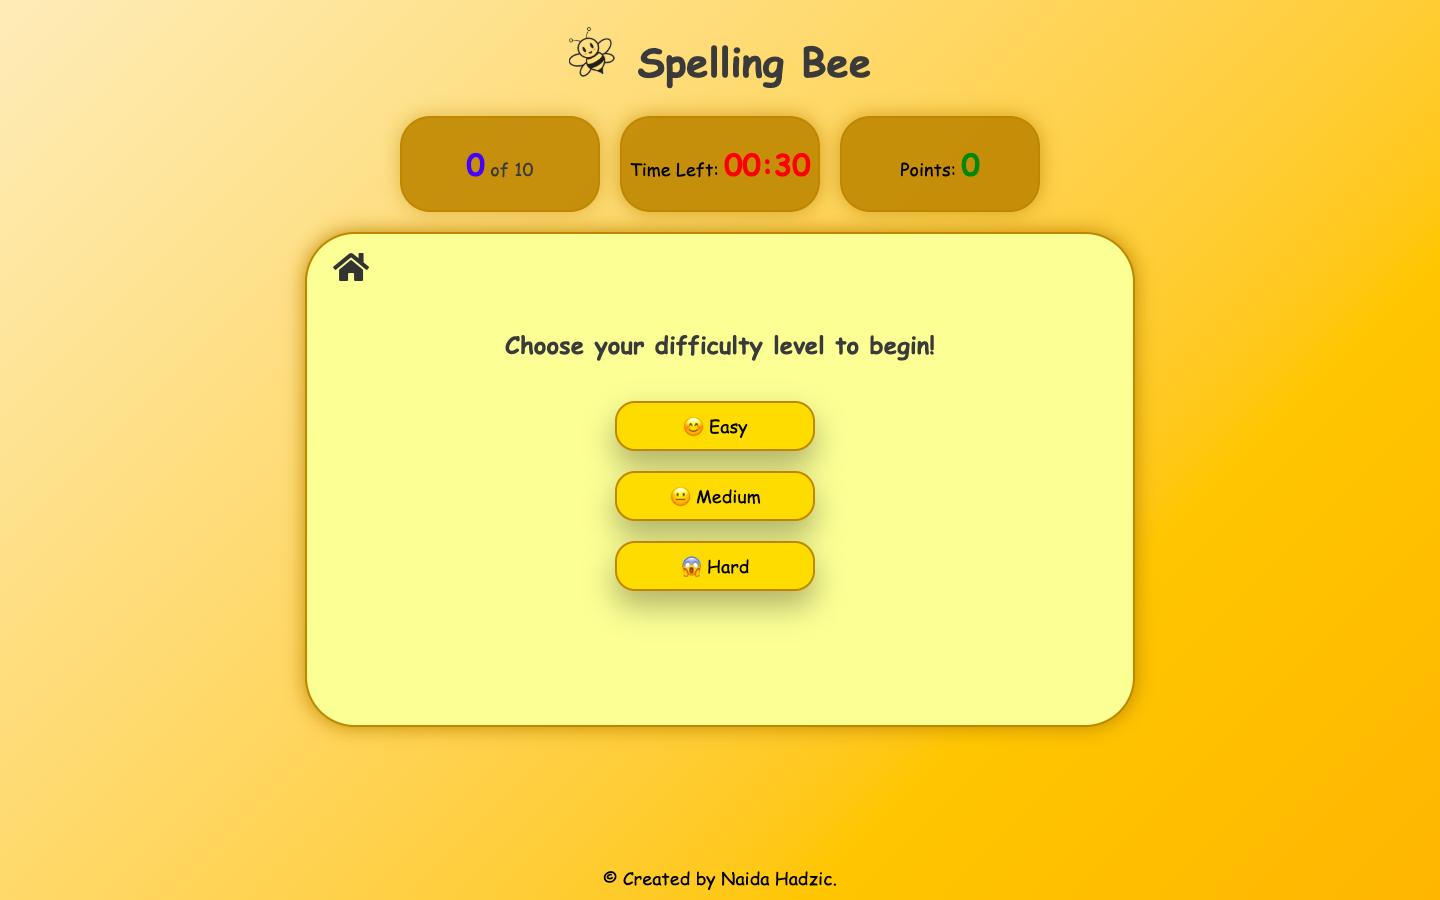 Spelling Bee
0 of 10
Time Left: 00:30
Points: 0
Choose your difficulty level to begin!
😊 Easy
😐 Medium
😱 Hard
© Created by Naida Hadzic.